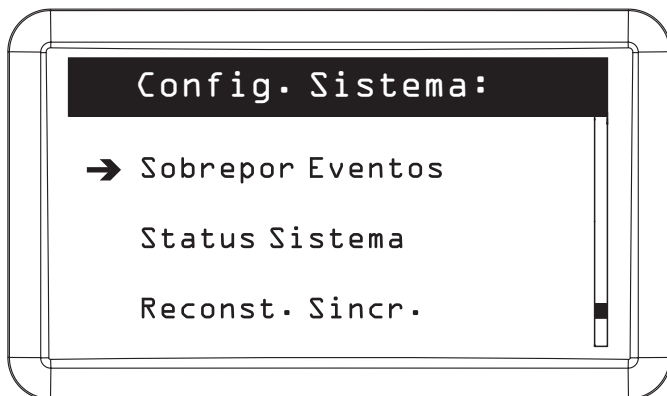 Config. Sistema:
Sobrepor Eventos
Status Sistema
Reconst. Sincr.